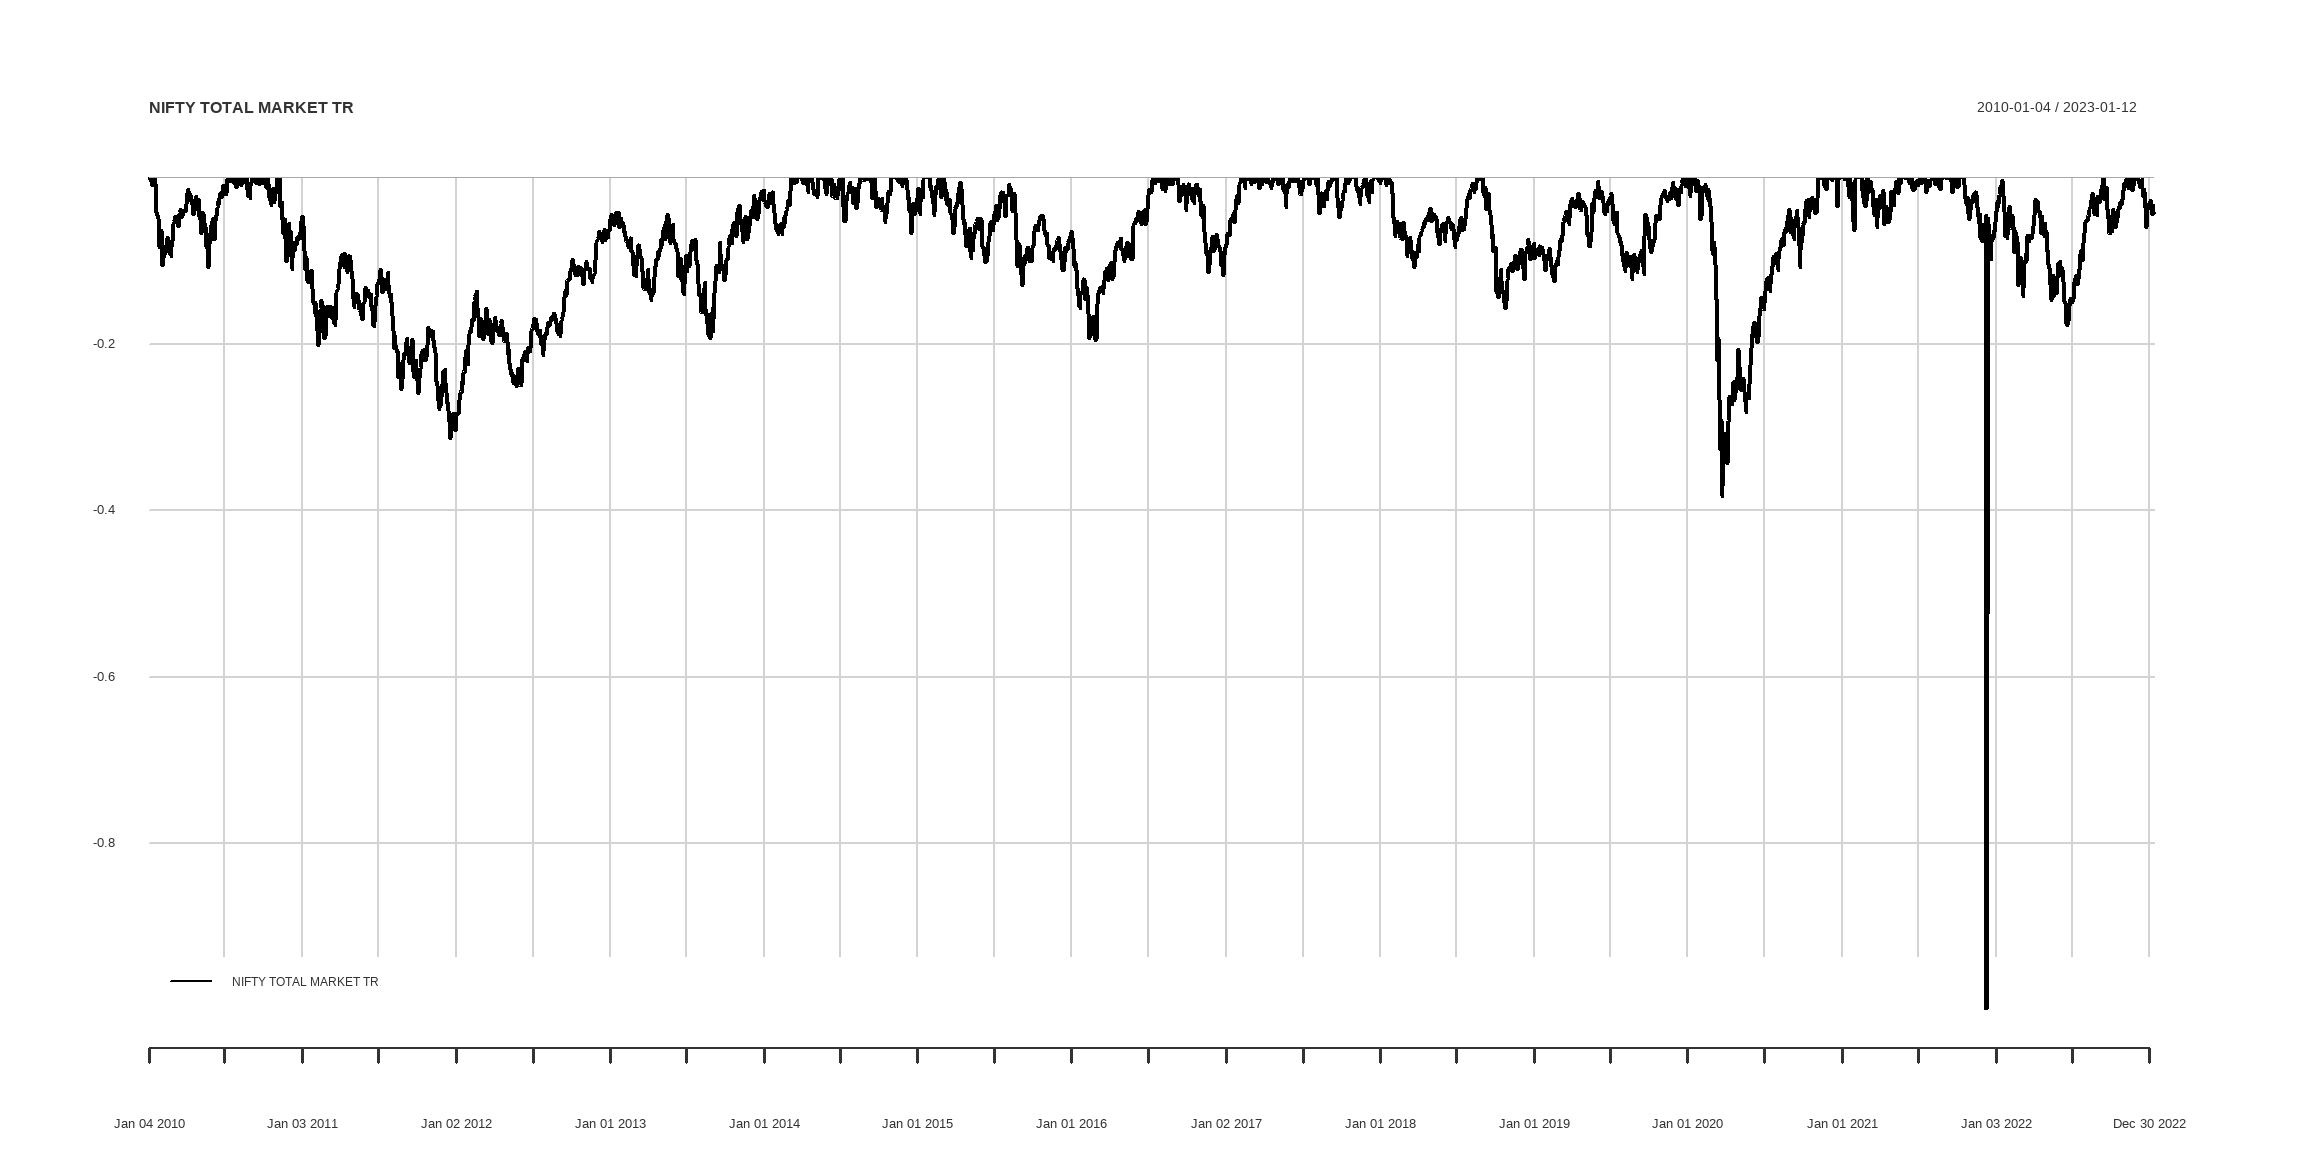 NIFTY TOTAL MARKET TR
2010-01-04 / 2023-01-12
-0.2
-0.4
-0.6
-0.8
NIFTY TOTAL MARKET TR
Jan 04 2010
Jan 03 2011
Jan 02 2012
Jan 01 2013
Jan 01 2014
Jan 01 2015
Jan 01 2016
Jan 02 2017
Jan 01 2018
Jan 01 2019
Jan 01 2020
Jan 01 2021
Jan 03 2022
Dec 30 2022